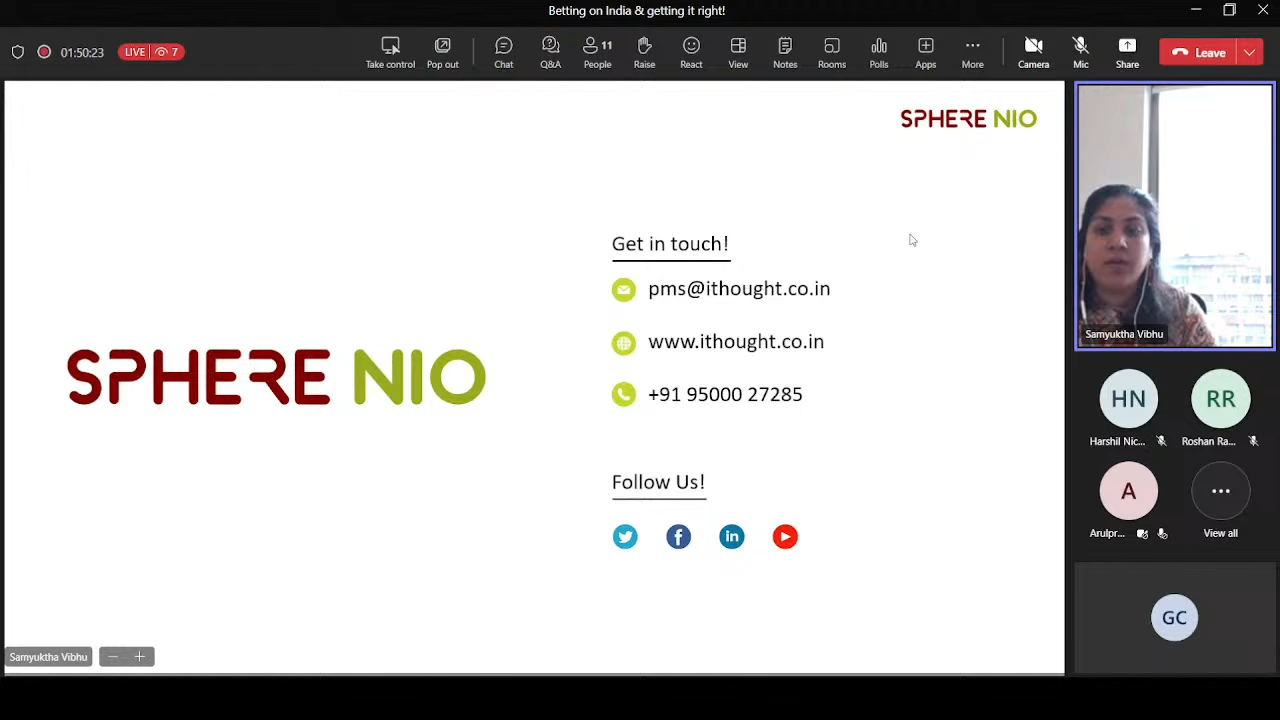 Betting on India & getting it right!
01:50:23
LIVE 7
Take control
Pop out
Chat
Q&A
11
People
Raise
React
View
Notes
Rooms
Polls
Apps
More
Camera
Mic
Share
Leave
SPHERE NIO
Get in touch!
pms@ithought.co.in
www.ithought.co.in
+91 95000 27285
SPHERE NIO
Follow Us!
f
in
Samyuktha Vibhu
Samyuktha Vibhu
HN
RR
Harshil Nic...
Roshan Ra...
A
Arulpr...
View all
GC